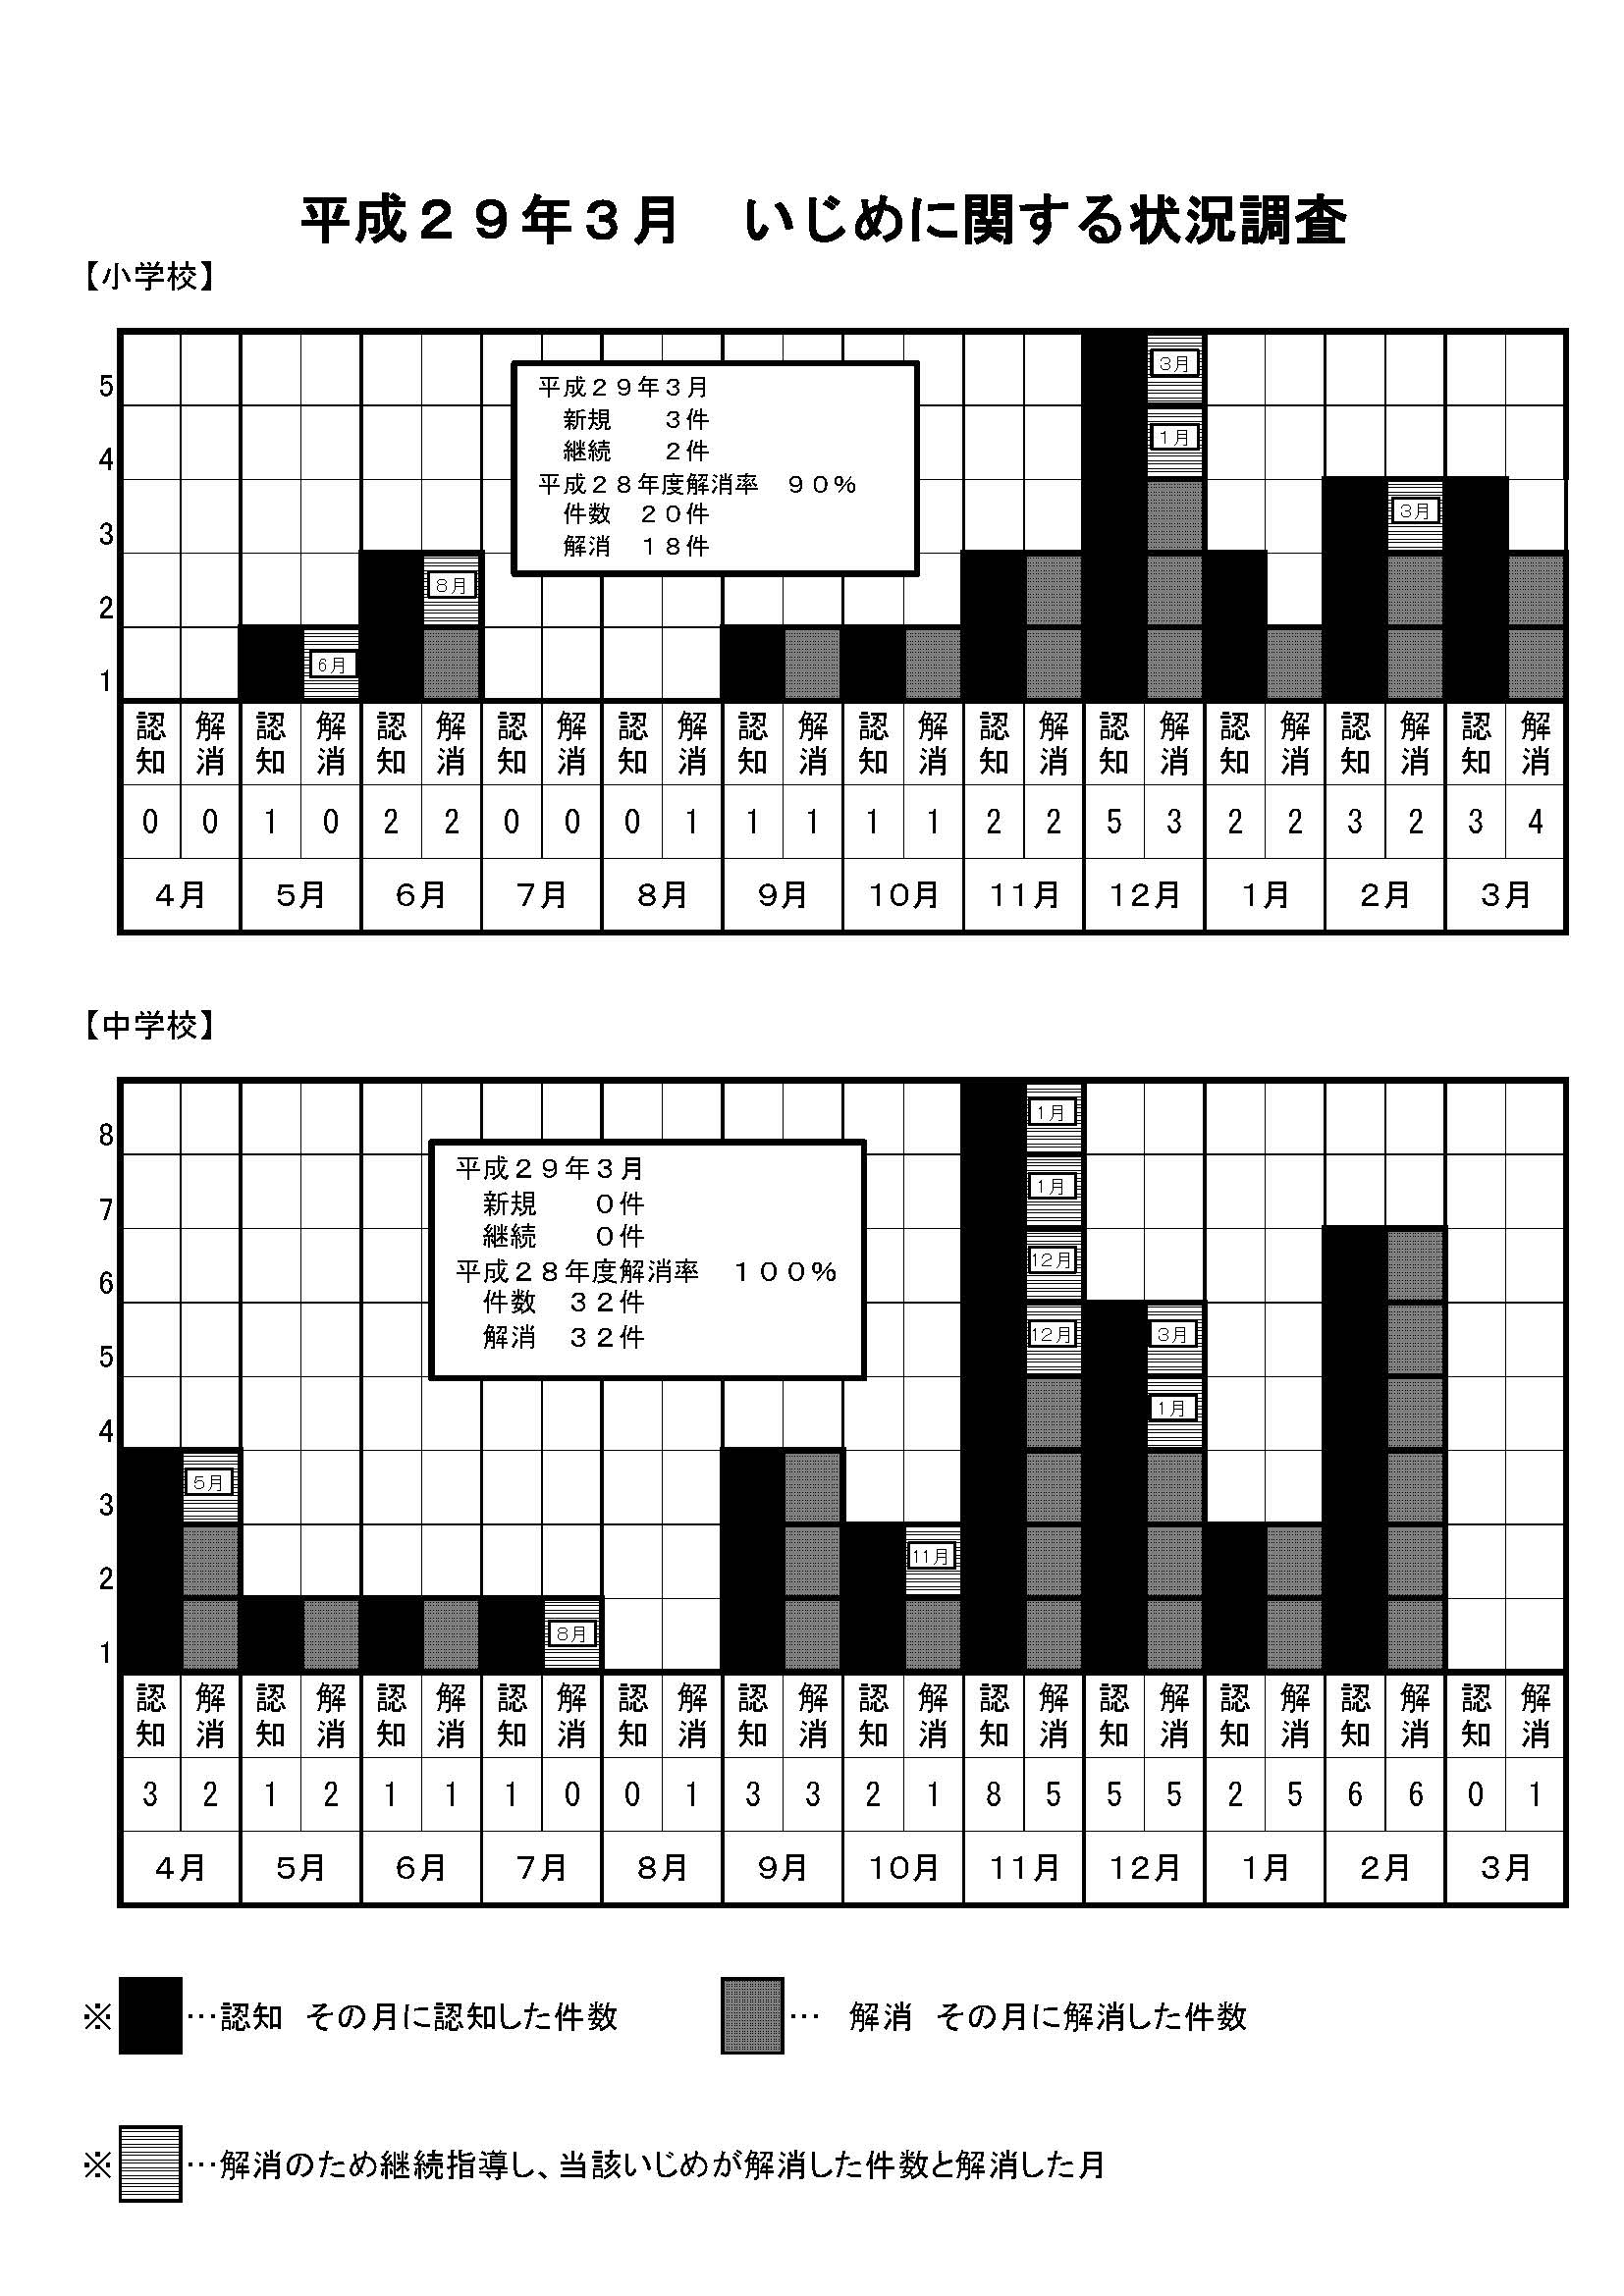 平成２９年３月　いじめに関する状況調査
【小学校】
5
4
3
2
1
3月
1月
3月
8月
6月
平成２９年３月
新規　　３件
継続　　２件
平成２８年度解消率　９０％
件数　２０件
解消　１８件
認知 解消 認知 解消 認知 解消 認知 解消 認知 解消 認知 解消 認知 解消 認知 解消 認知 解消 認知 解消 認知 解消 認知 解消
0 0 1 0 2 2 0 0 0 1 1 1 1 1 2 2 5 3 2 2 3 2 3 4
4月 5月 6月 7月 8月 9月 10月 11月 12月 1月 2月 3月
【中学校】
8
7
6
5
4
3
2
1
1月
1月
12月
12月 3月
1月
5月
11月
8月
平成２９年３月
新規　　０件
継続　　０件
平成２８年度解消率　１００％
件数　３２件
解消　３２件
認知 解消 認知 解消 認知 解消 認知 解消 認知 解消 認知 解消 認知 解消 認知 解消 認知 解消 認知 解消 認知 解消 認知 解消
3 2 1 2 1 1 1 0 0 1 3 3 2 1 8 5 5 5 2 5 6 6 0 1
4月 5月 6月 7月 8月 9月 10月 11月 12月 1月 2月 3月
※ …認知　その月に認知した件数 …　解消　その月に解消した件数
※ …解消のため継続指導し、当該いじめが解消した件数と解消した月